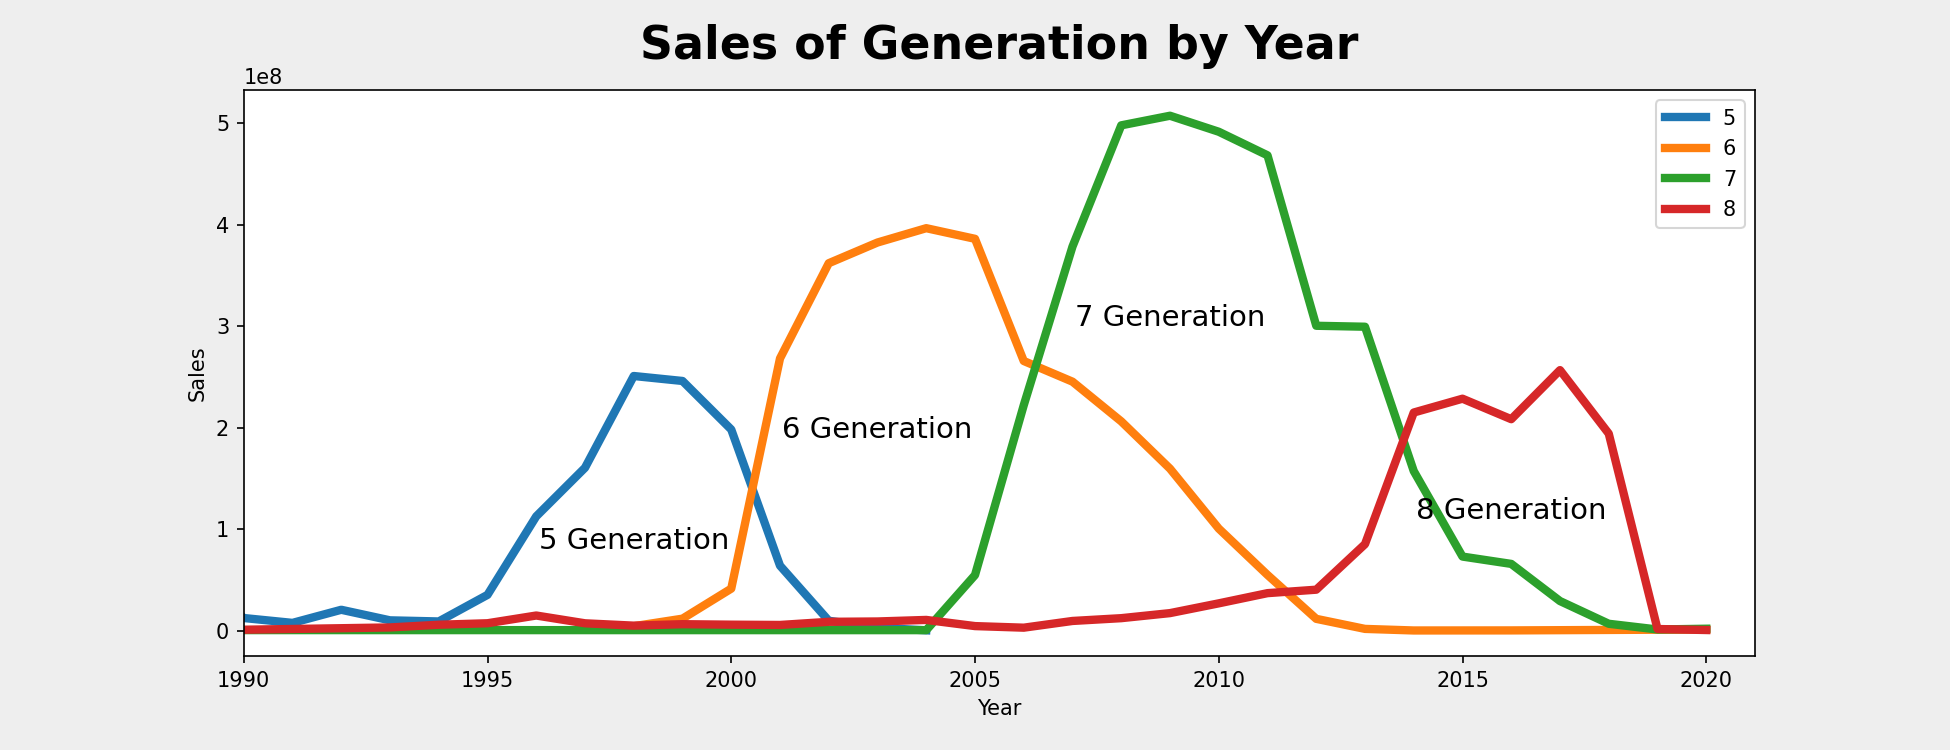 Sales of Generation by Year
1e8
5
4
3
2
1
0
Sales
5
6
7
8
7 Generation
6 Generation
8 Generation
5 Generation
1990 1995 2000 2005 2010 2015 2020
Year